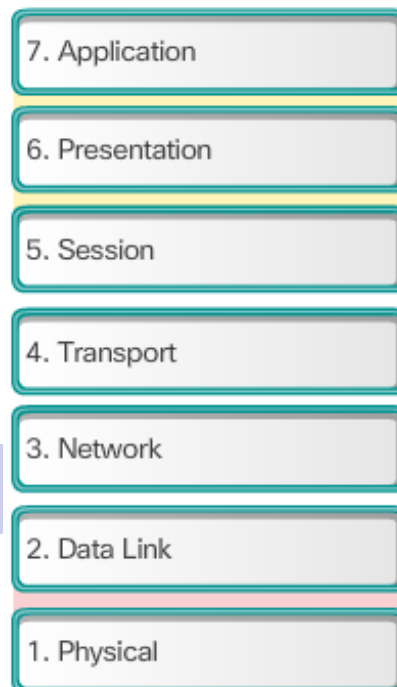 7. Application
6. Presentation
5. Session
4. Transport
3. Network
2. Data Link
1. Physical